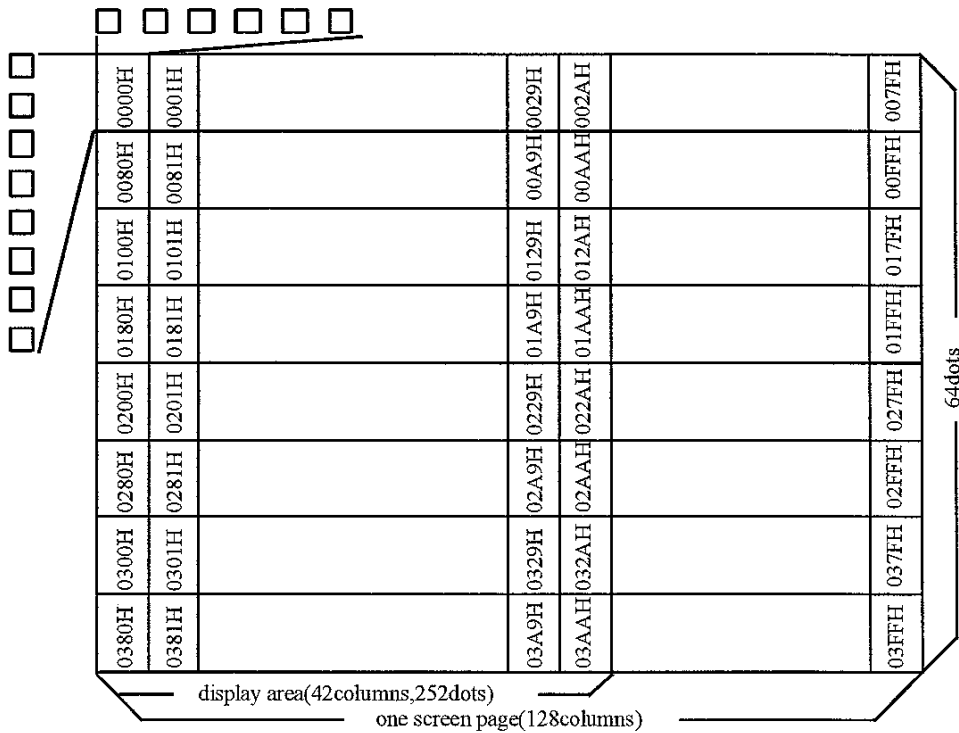 0000H 0001H 0029H 002AH 007FH
0080H 0081H 00A9H 00AAH 00FFH
0100H 0101H 0129H 012AH 017FH
0180H 0181H 01A9H 01AAH 01FFH
0200H 0201H 0229H 022AH 027FH
0280H 0281H 02A9H 02AAH 02FFH
0300H 0301H 0329H 032AH 037FH
0380H 0381H 03A9H 03AAH 03FFH
64dots
display area(42columns,252dots)
one screen page(128columns)